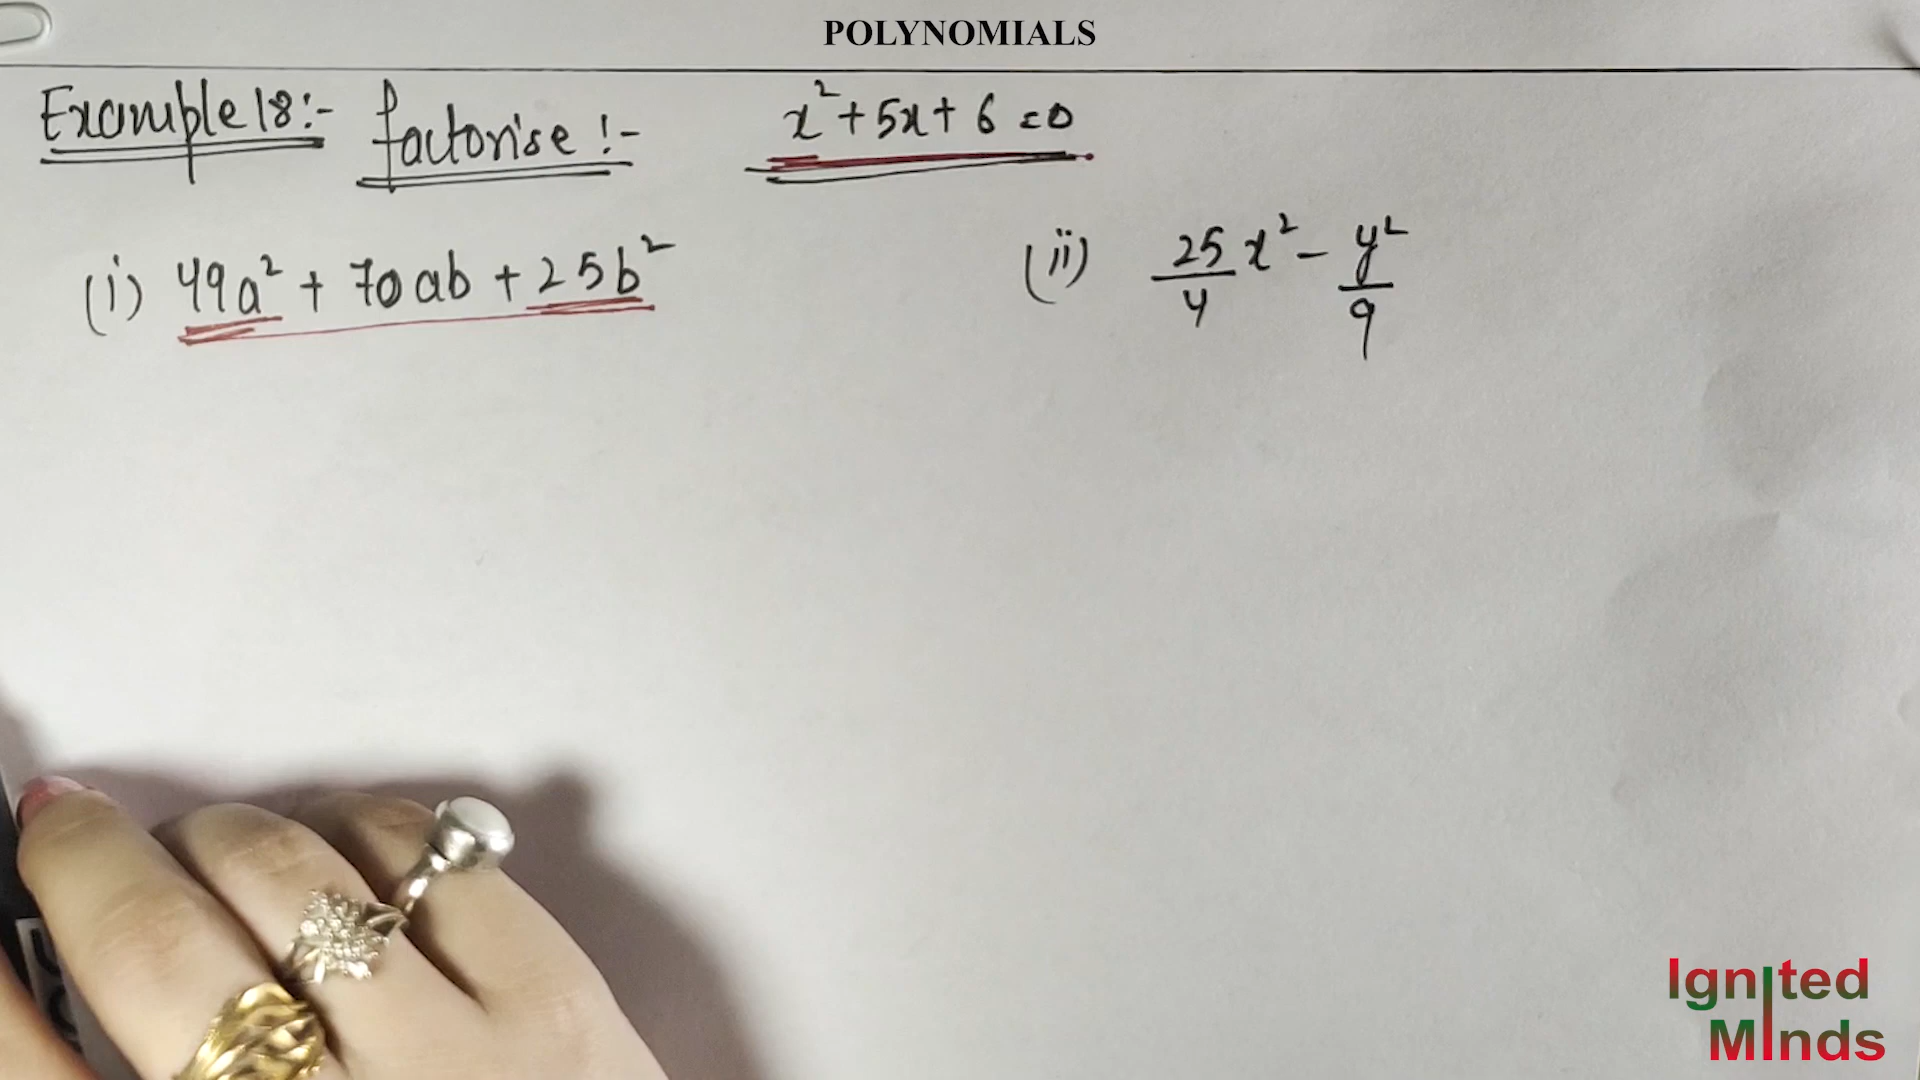 POLYNOMIALS
Example 18:- factorise :- x² + 5x + 6 = 0
(i) 49a² + 70ab + 25b²
(ii) 25/4 x² - y²/9
Ignited
Minds